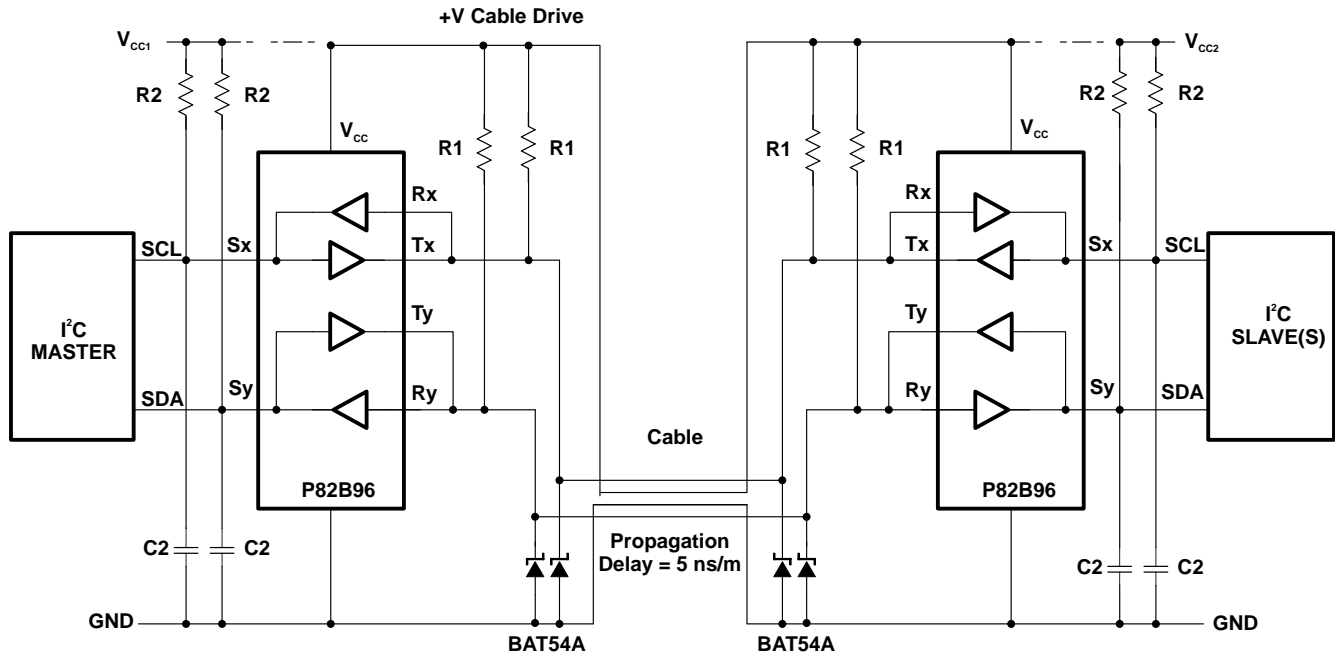 +V Cable Drive
VCC1
VCC2
R2
R2
R2
R2
VCC
VCC
R1
R1
R1
R1
Rx
Rx
SCL
Sx
Tx
Tx
Sx
SCL
I²C
MASTER
Ty
Ty
I²C
SLAVE(S)
SDA
Sy
Ry
Ry
Sy
SDA
Cable
P82B96
P82B96
Propagation
Delay = 5 ns/m
C2
C2
C2
C2
GND
GND
BAT54A
BAT54A